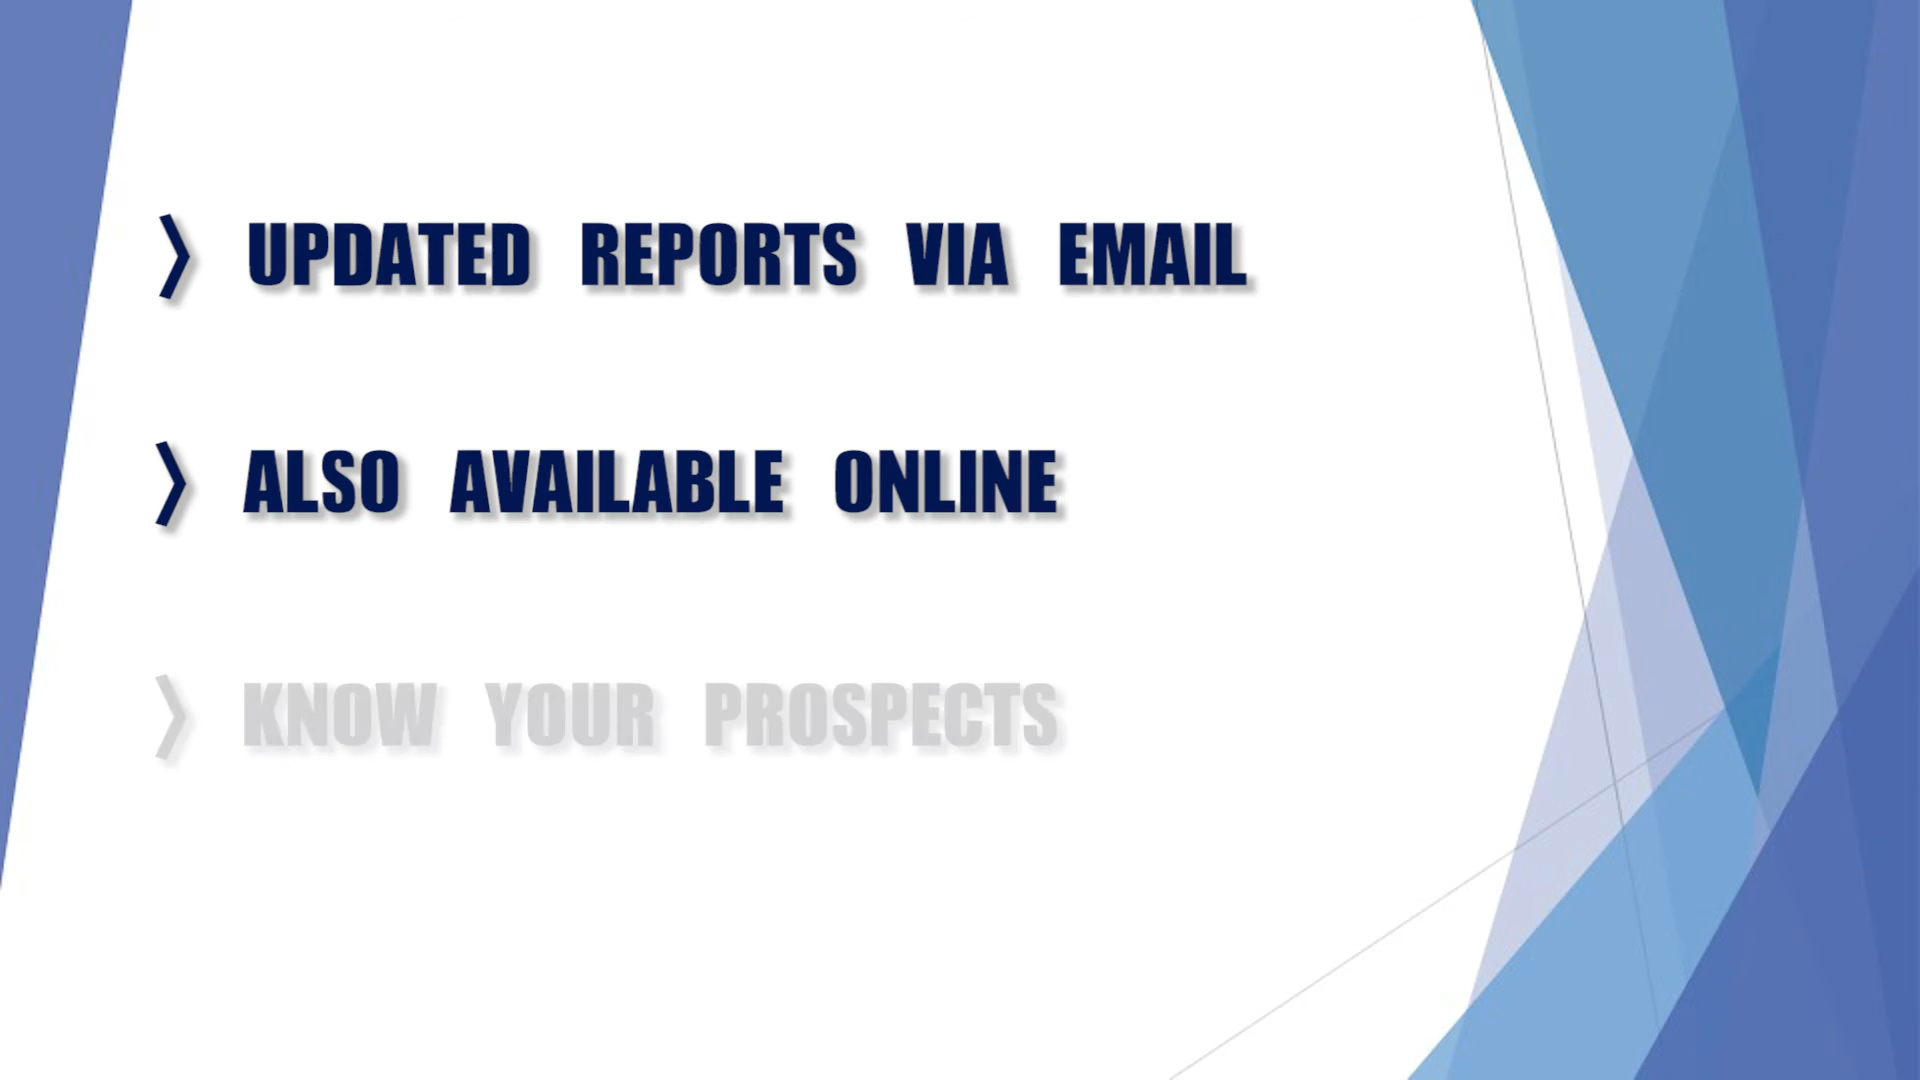 ❭ UPDATED REPORTS VIA EMAIL
❭ ALSO AVAILABLE ONLINE
❭ KNOW YOUR PROSPECTS